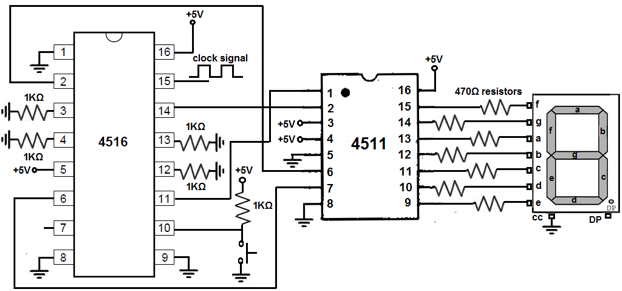 +5V
1 16
clock signal
2 15
1KΩ
3 14
1KΩ
4 4516 13
1KΩ
+5V 5 12
1KΩ
6 11
7 10
8 9
+5V
1KΩ
+5V
1 16
470Ω resistors
2 15 f
+5V 3 14 g
+5V 4 4511 13 a
5 12 b
6 11 c
7 10 d
8 9 e
a
f b
g
e c
d
DP
cc DP